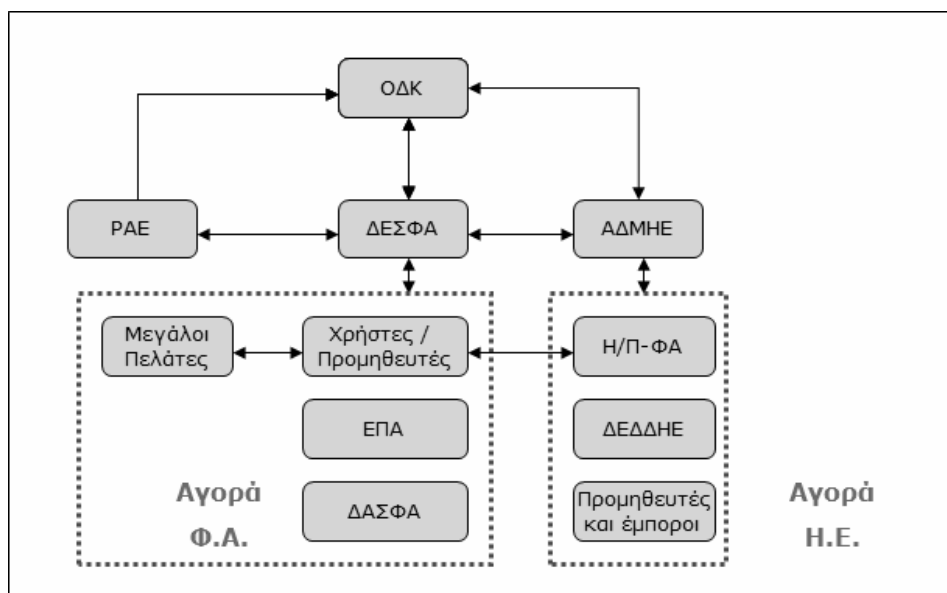 ΟΔΚ
ΡΑΕ
ΔΕΣΦΑ
ΑΔΜΗΕ
Μεγάλοι
Πελάτες
Χρήστες /
Προμηθευτές
Η/Π-ΦΑ
ΕΠΑ
ΔΕΔΔΗΕ
ΔΑΣΦΑ
Προμηθευτές
και έμποροι
Αγορά
Φ.Α.
Αγορά
Η.Ε.